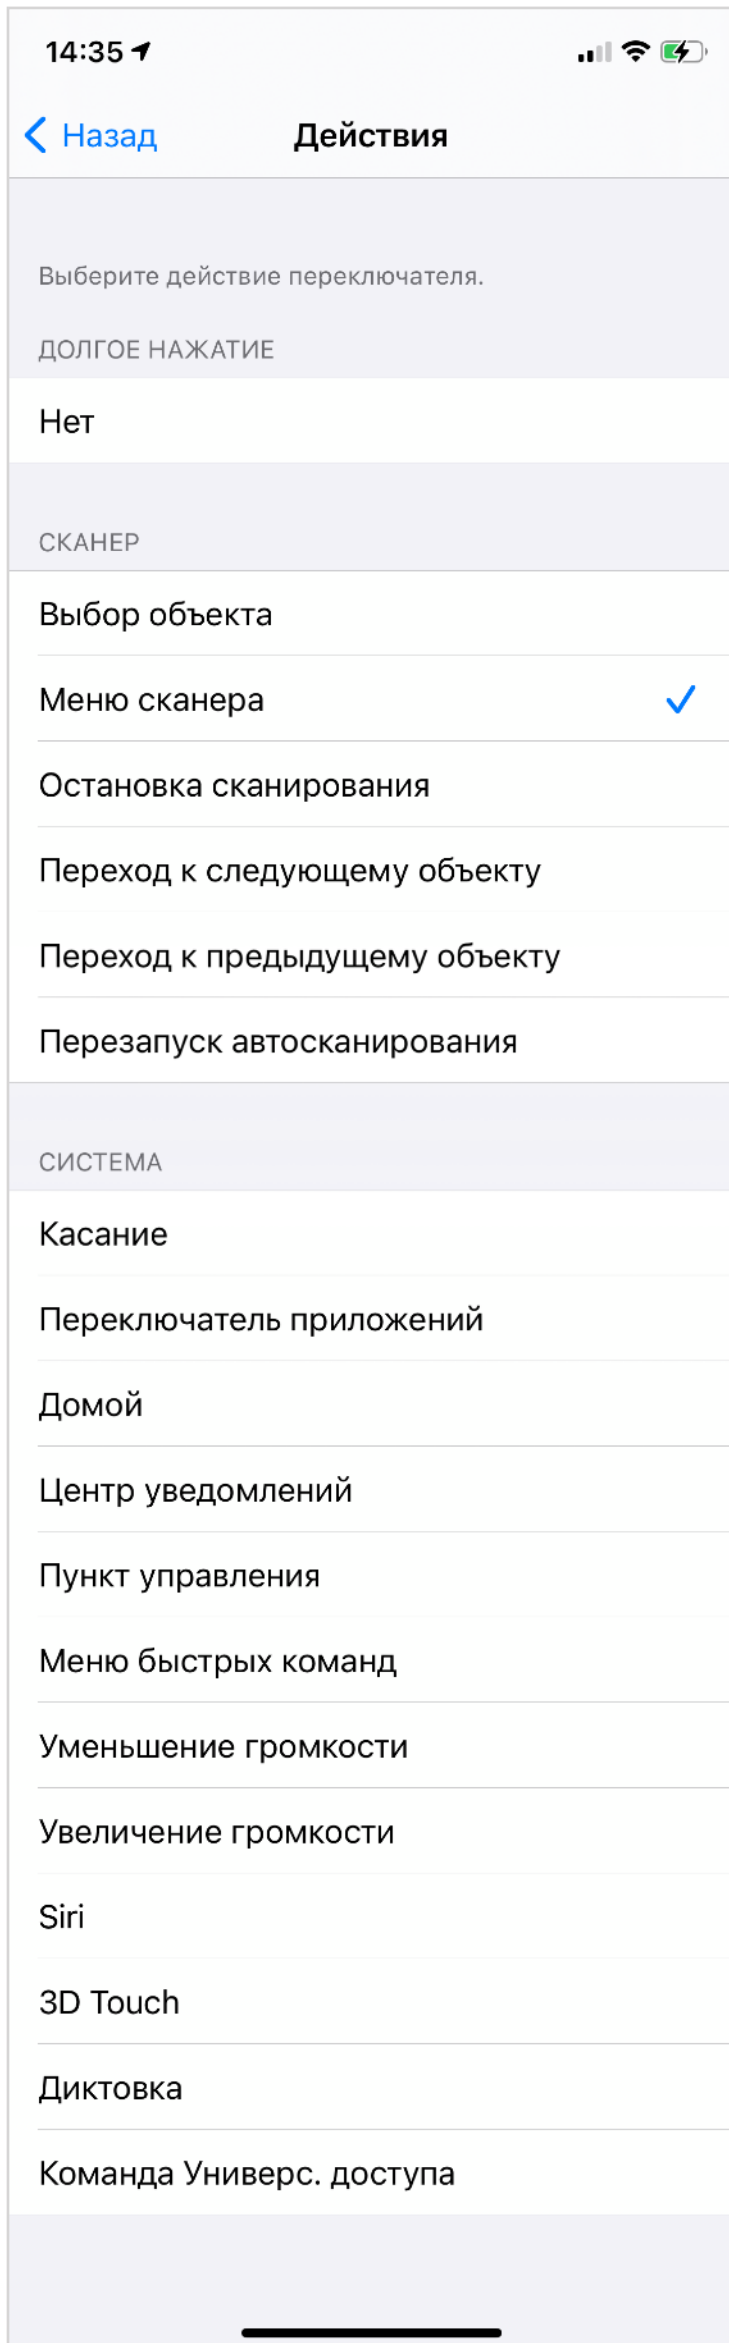 14:35
Назад
Действия
Выберите действие переключателя.
ДОЛГОЕ НАЖАТИЕ
Нет
СКАНЕР
Выбор объекта
Меню сканера
Остановка сканирования
Переход к следующему объекту
Переход к предыдущему объекту
Перезапуск автосканирования
СИСТЕМА
Касание
Переключатель приложений
Домой
Центр уведомлений
Пункт управления
Меню быстрых команд
Уменьшение громкости
Увеличение громкости
Siri
3D Touch
Диктовка
Команда Универс. доступа